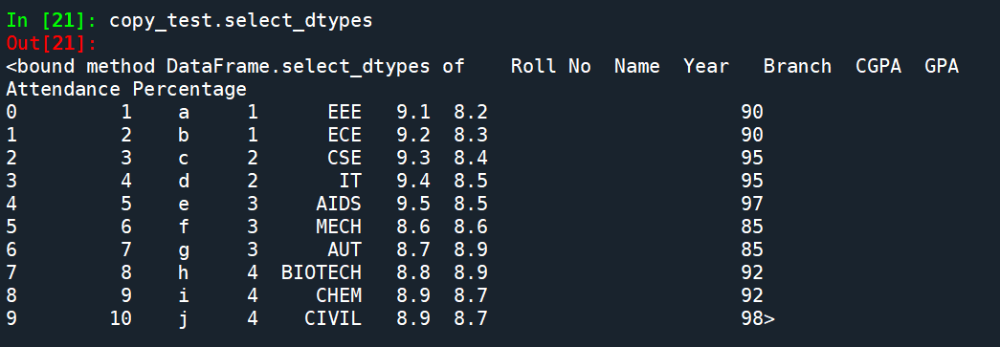 In [21]: copy_test.select_dtypes
Out[21]:
<bound method DataFrame.select_dtypes of    Roll No  Name  Year   Branch  CGPA  GPA
Attendance Percentage
0         1    a     1      EEE   9.1  8.2                      90
1         2    b     1      ECE   9.2  8.3                      90
2         3    c     2      CSE   9.3  8.4                      95
3         4    d     2       IT   9.4  8.5                      95
4         5    e     3     AIDS   9.5  8.5                      97
5         6    f     3     MECH   8.6  8.6                      85
6         7    g     3      AUT   8.7  8.9                      85
7         8    h     4  BIOTECH   8.8  8.9                      92
8         9    i     4     CHEM   8.9  8.7                      92
9        10    j     4    CIVIL   8.9  8.7                      98>